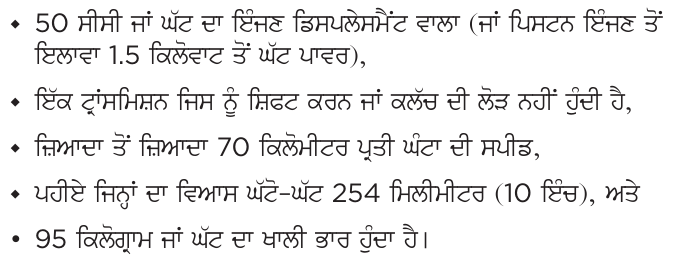 • 50 ਸੀਸੀ ਜਾਂ ਘੱਟ ਦਾ ਇੰਜਣ ਡਿਸਪਲੇਸਮੈਂਟ ਵਾਲਾ (ਜਾਂ ਪਿਸਟਨ ਇੰਜਣ ਤੋਂ
ਇਲਾਵਾ 1.5 ਕਿਲੋਵਾਟ ਤੋਂ ਘੱਟ ਪਾਵਰ),
• ਇੱਕ ਟ੍ਰਾਂਸਮਿਸ਼ਨ ਜਿਸ ਨੂੰ ਸ਼ਿਫਟ ਕਰਨ ਜਾਂ ਕਲੱਚ ਦੀ ਲੋੜ ਨਹੀਂ ਹੁੰਦੀ ਹੈ,
• ਜ਼ਿਆਦਾ ਤੋਂ ਜ਼ਿਆਦਾ 70 ਕਿਲੋਮੀਟਰ ਪ੍ਰਤੀ ਘੰਟਾ ਦੀ ਸਪੀਡ,
• ਪਹੀਏ ਜਿਨ੍ਹਾਂ ਦਾ ਵਿਆਸ ਘੱਟੋ-ਘੱਟ 254 ਮਿਲੀਮੀਟਰ (10 ਇੰਚ), ਅਤੇ
• 95 ਕਿਲੋਗ੍ਰਾਮ ਜਾਂ ਘੱਟ ਦਾ ਖਾਲੀ ਭਾਰ ਹੁੰਦਾ ਹੈ।